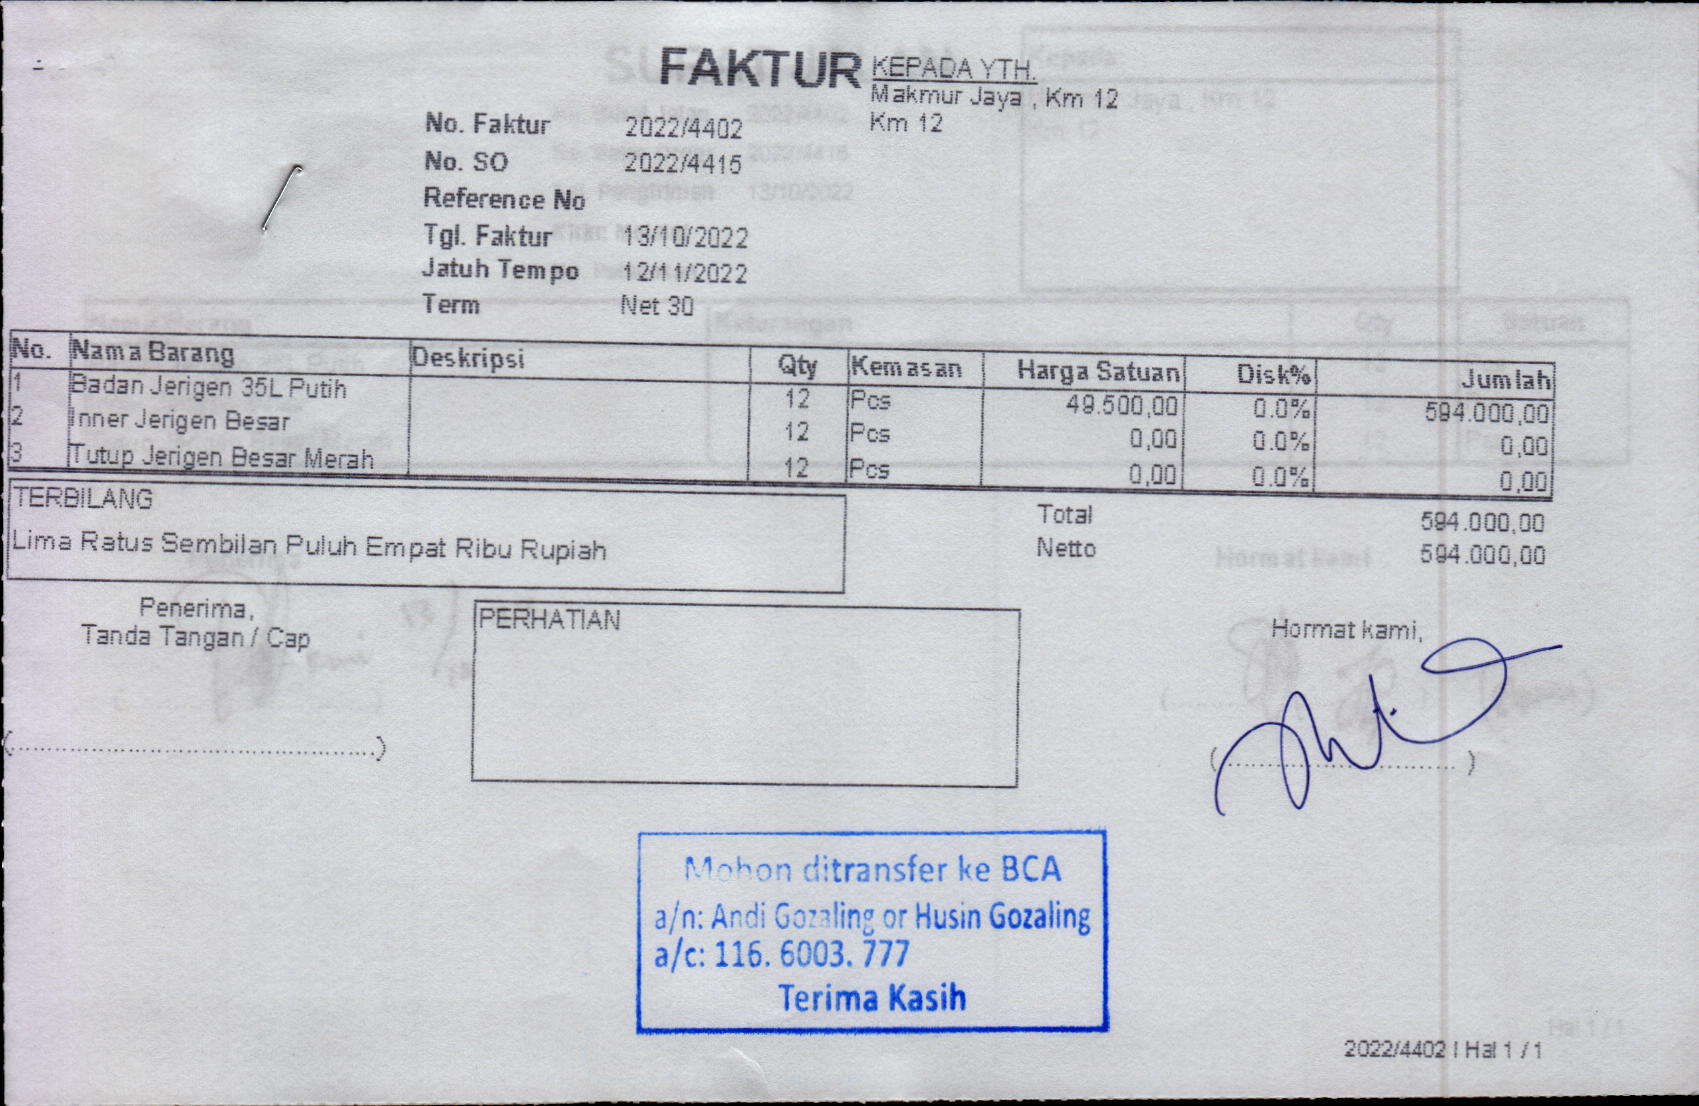 FAKTUR
KEPADA YTH.
Makmur Jaya , Km 12
Km 12
No. Faktur 2022/4402
No. SO 2022/4415
Reference No
Tgl. Faktur 13/10/2022
Jatuh Tempo 12/11/2022
Term Net 30
No. Nama Barang Deskripsi Qty Kemasan Harga Satuan Disk% Jumlah
1 Badan Jerigen 35L Putih 12 Pcs 49.500,00 0.0% 594.000,00
2 Inner Jerigen Besar 12 Pcs 0,00 0.0% 0,00
3 Tutup Jerigen Besar Merah 12 Pcs 0,00 0.0% 0,00
TERBILANG
Lima Ratus Sembilan Puluh Empat Ribu Rupiah
Total 594.000,00
Netto 594.000,00
Penerima,
Tanda Tangan / Cap
(..........................................)
PERHATIAN
Hormat kami,
(..............................)
Mohon ditransfer ke BCA
a/n: Andi Gozaling or Husin Gozaling
a/c: 116. 6003. 777
Terima Kasih
2022/4402 | Hal 1 / 1